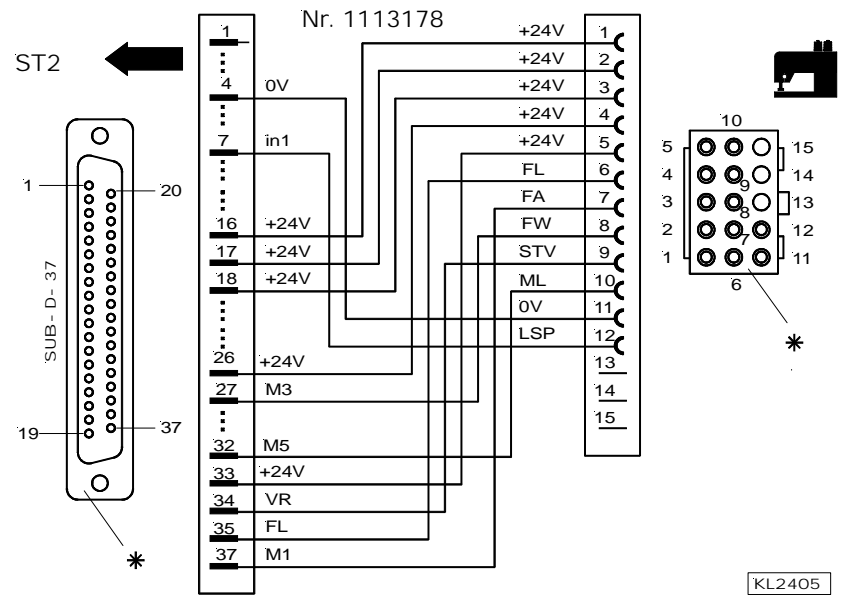 Nr. 1113178
ST2
1
4 0V
7 in1
16 +24V
17 +24V
18 +24V
26 +24V
27 M3
32 M5
33 +24V
34 VR
35 FL
37 M1
+24V 1
+24V 2
+24V 3
+24V 4
+24V 5
FL 6
FA 7
FW 8
STV 9
ML 10
0V 11
LSP 12
13
14
15
1 20
SUB-D-37
19 37
10
5 15
4 9 14
3 8 13
2 7 12
1 11
6
KL2405